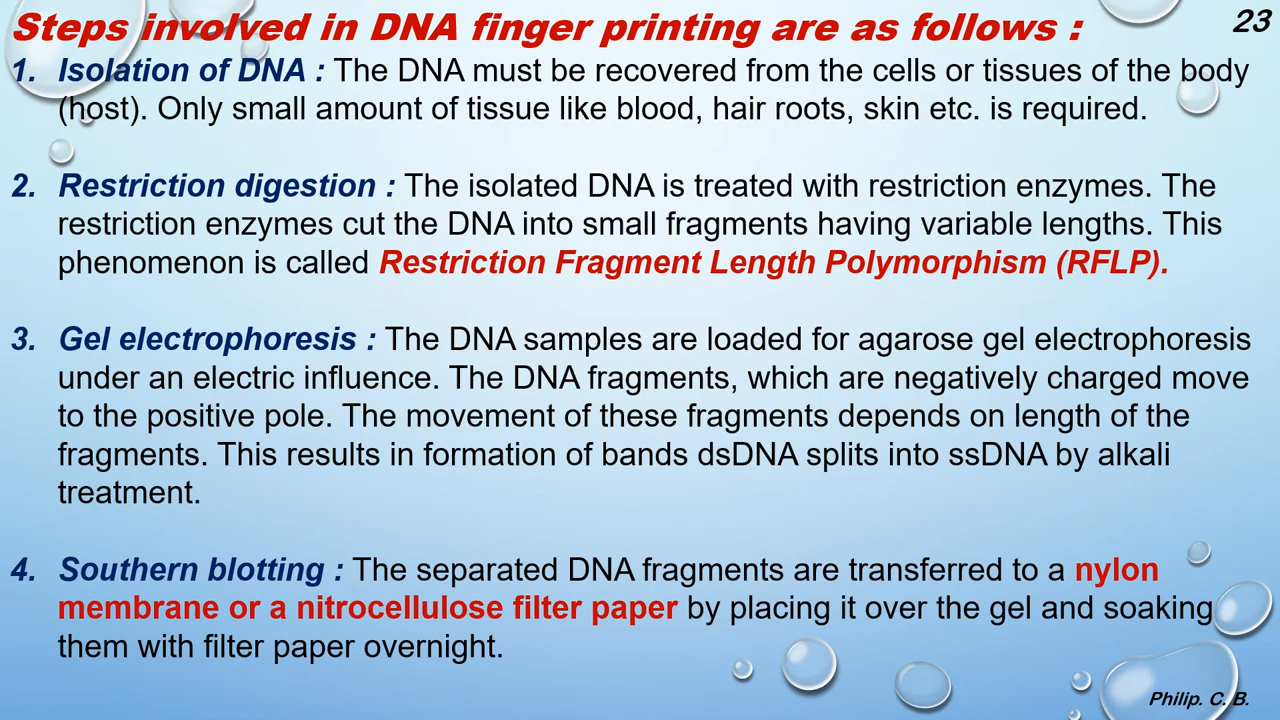 Steps involved in DNA finger printing are as follows :
23
1. Isolation of DNA : The DNA must be recovered from the cells or tissues of the body
(host). Only small amount of tissue like blood, hair roots, skin etc. is required.
2. Restriction digestion : The isolated DNA is treated with restriction enzymes. The
restriction enzymes cut the DNA into small fragments having variable lengths. This
phenomenon is called Restriction Fragment Length Polymorphism (RFLP).
3. Gel electrophoresis : The DNA samples are loaded for agarose gel electrophoresis
under an electric influence. The DNA fragments, which are negatively charged move
to the positive pole. The movement of these fragments depends on length of the
fragments. This results in formation of bands dsDNA splits into ssDNA by alkali
treatment.
4. Southern blotting : The separated DNA fragments are transferred to a nylon
membrane or a nitrocellulose filter paper by placing it over the gel and soaking
them with filter paper overnight.
Philip. C. B.